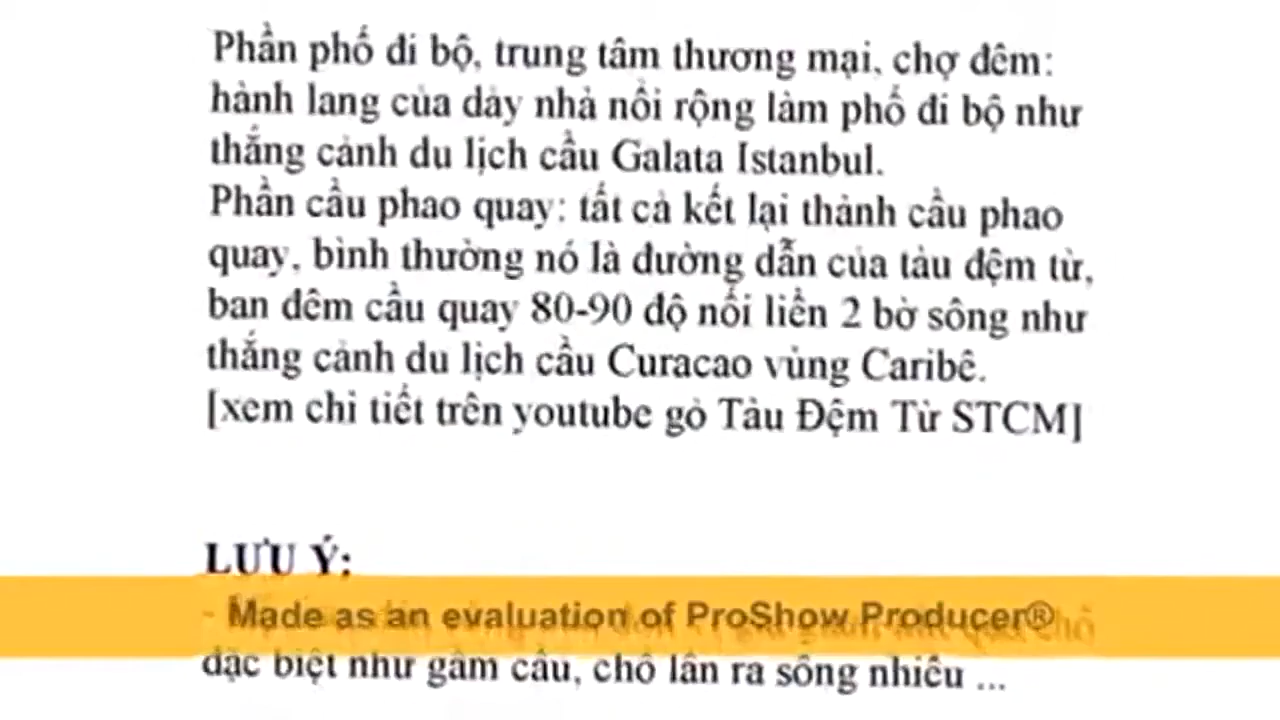 Phần phố đi bộ, trung tâm thương mại, chợ đêm:
hành lang của dãy nhà nổi rộng làm phố đi bộ như
thắng cảnh du lịch cầu Galata Istanbul.
Phần cầu phao quay: tất cả kết lại thành cầu phao
quay, bình thường nó là đường dẫn của tàu đệm từ,
ban đêm cầu quay 80-90 độ nối liền 2 bờ sông như
thắng cảnh du lịch cầu Curacao vùng Caribê.
[xem chi tiết trên youtube gõ Tàu Đệm Từ STCM]
LƯU Ý:
- Made as an evaluation of ProShow Producer®
đặc biệt như gầm cầu, chỗ lấn ra sông nhiều ...